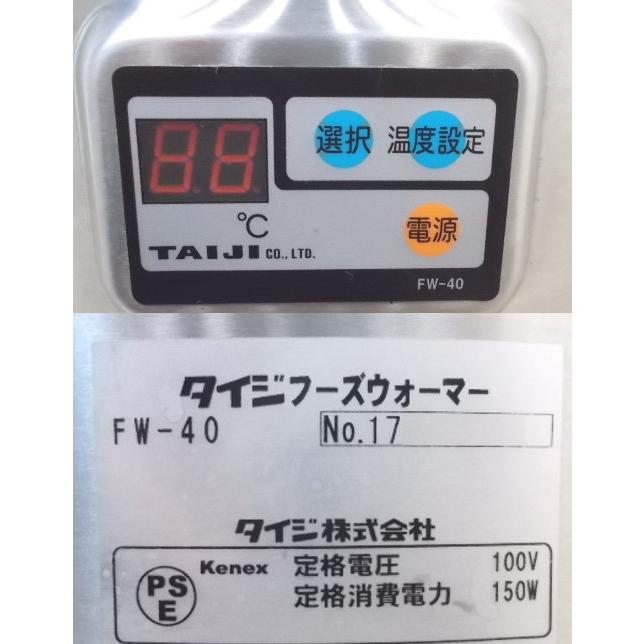 88
選択 温度設定
℃
電源
TAIJI CO., LTD.
FW-40
タイジフーズウォーマー
FW-40 No.17
タイジ株式会社
PSE Kenex 定格電圧 100V
定格消費電力 150W